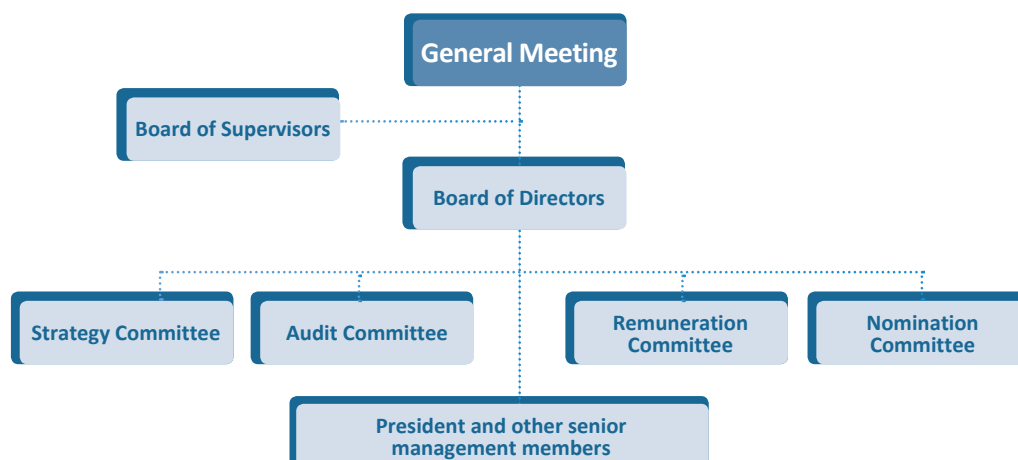 General Meeting
Board of Supervisors
Board of Directors
Strategy Committee
Audit Committee
Remuneration
Committee
Nomination
Committee
President and other senior
management members